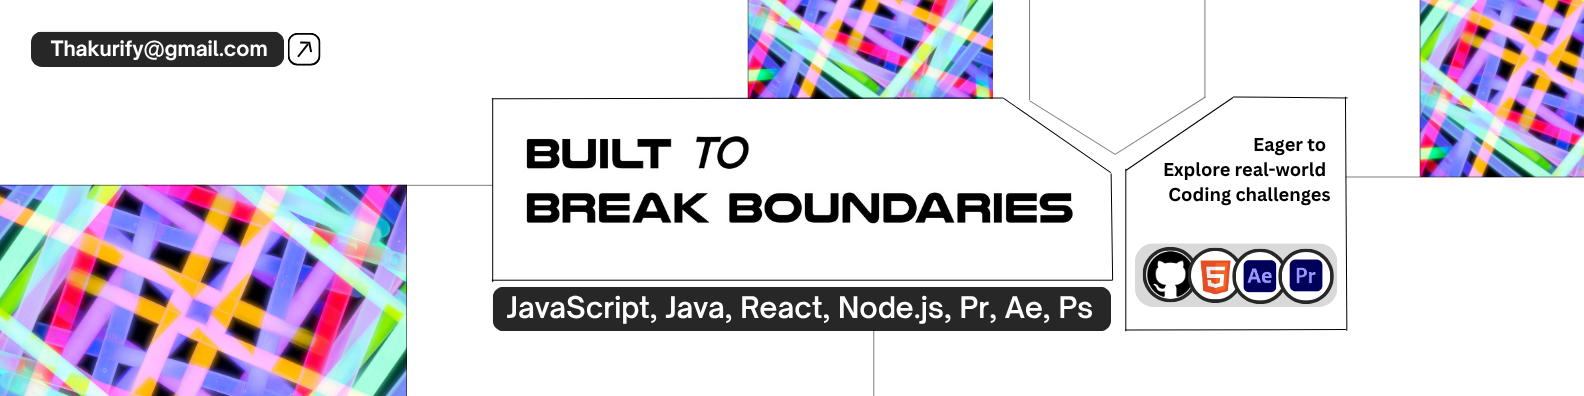 Thakurify@gmail.com
BUILT TO
BREAK BOUNDARIES
Eager to
Explore real-world
Coding challenges
5
Ae
Pr
JavaScript, Java, React, Node.js, Pr, Ae, Ps